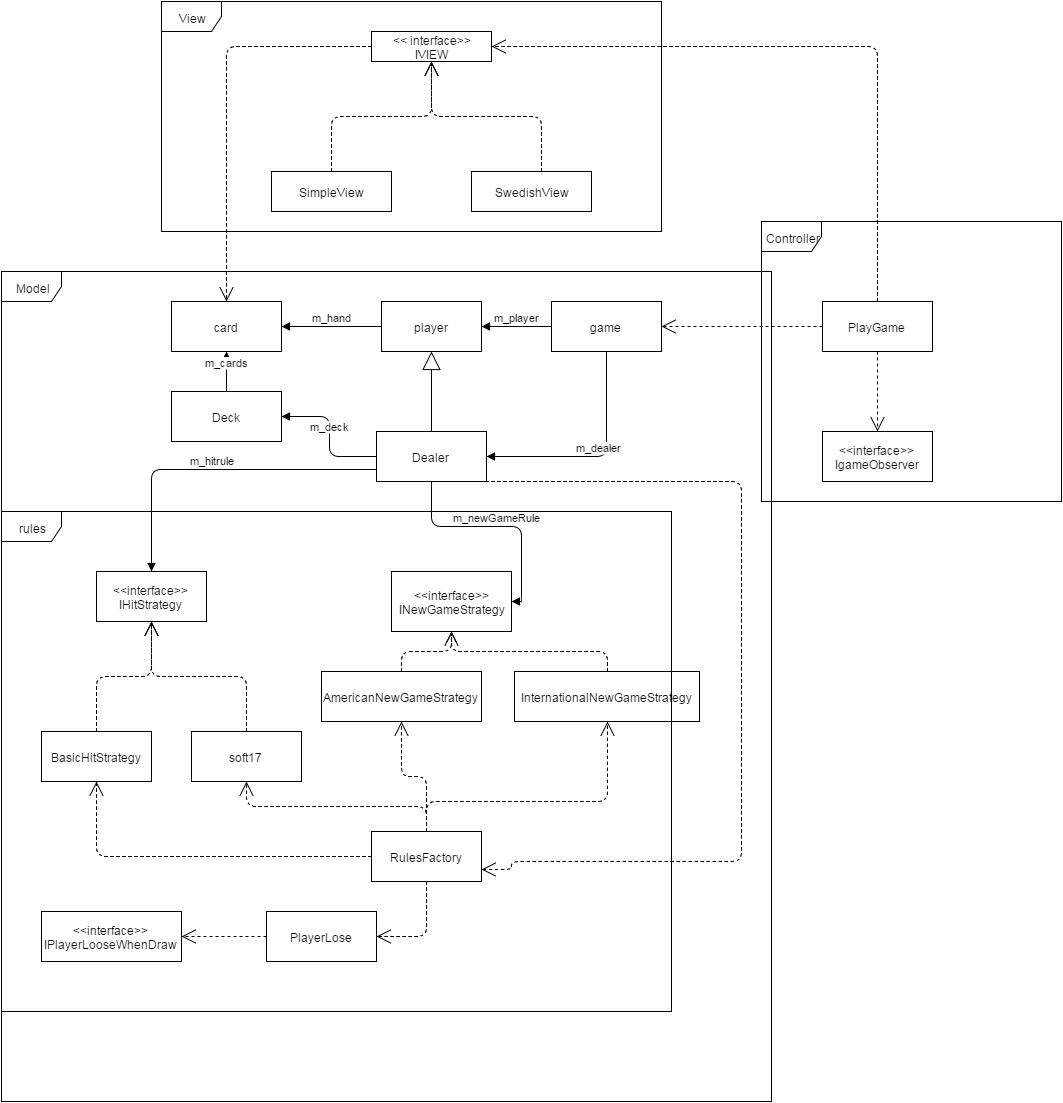 View
<< interface>>
IVIEW
SimpleView
SwedishView
Controller
Model
card
m_hand
player
m_player
game
PlayGame
m_cards
Deck
m_deck
Dealer
m_dealer
<<interface>>
IgameObserver
m_hitrule
rules
m_newGameRule
<<interface>>
IHitStrategy
<<interface>>
INewGameStrategy
AmericanNewGameStrategy
InternationalNewGameStrategy
BasicHitStrategy
soft17
RulesFactory
<<interface>>
IPlayerLooseWhenDraw
PlayerLose